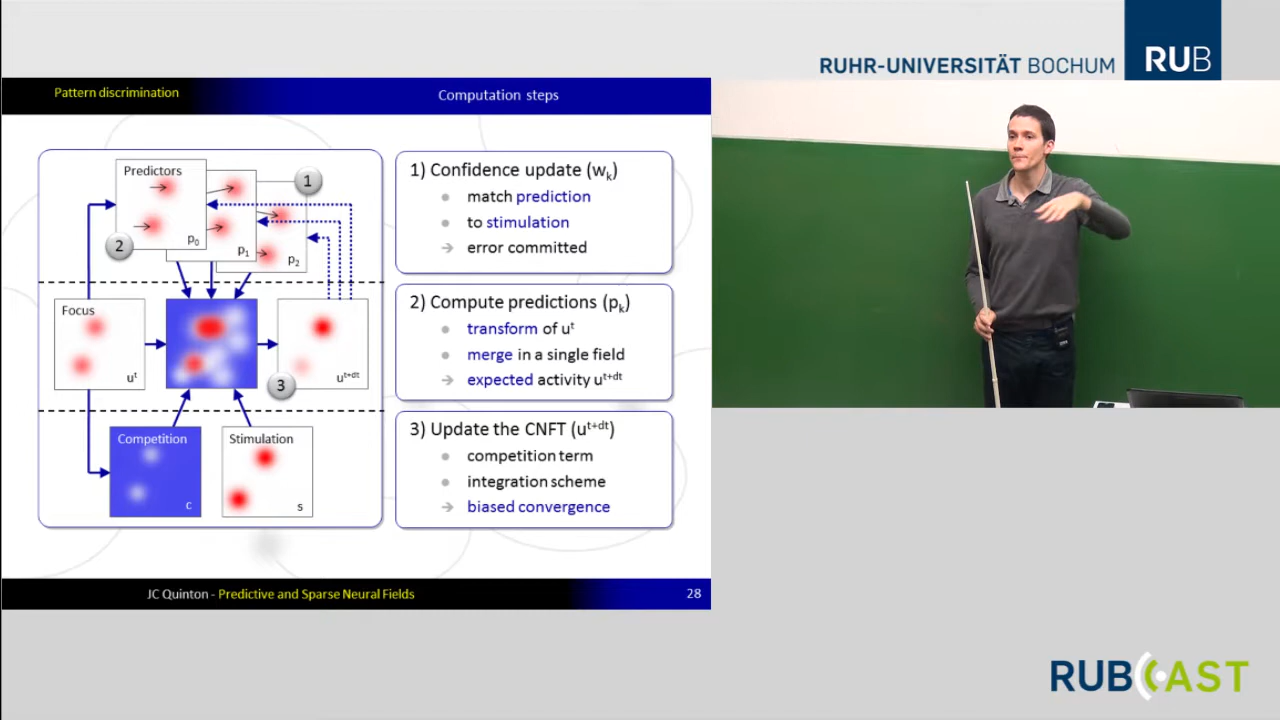 RUHR-UNIVERSITÄT BOCHUM
RUB
Pattern discrimination
Computation steps
Predictors
1
2
p0
p1
p2
Focus
ut
3
ut+dt
Competition
c
Stimulation
s
1) Confidence update (wk)
match prediction
to stimulation
error committed
2) Compute predictions (pk)
transform of ut
merge in a single field
expected activity ut+dt
3) Update the CNFT (ut+dt)
competition term
integration scheme
biased convergence
JC Quinton - Predictive and Sparse Neural Fields
28
RUBCAST